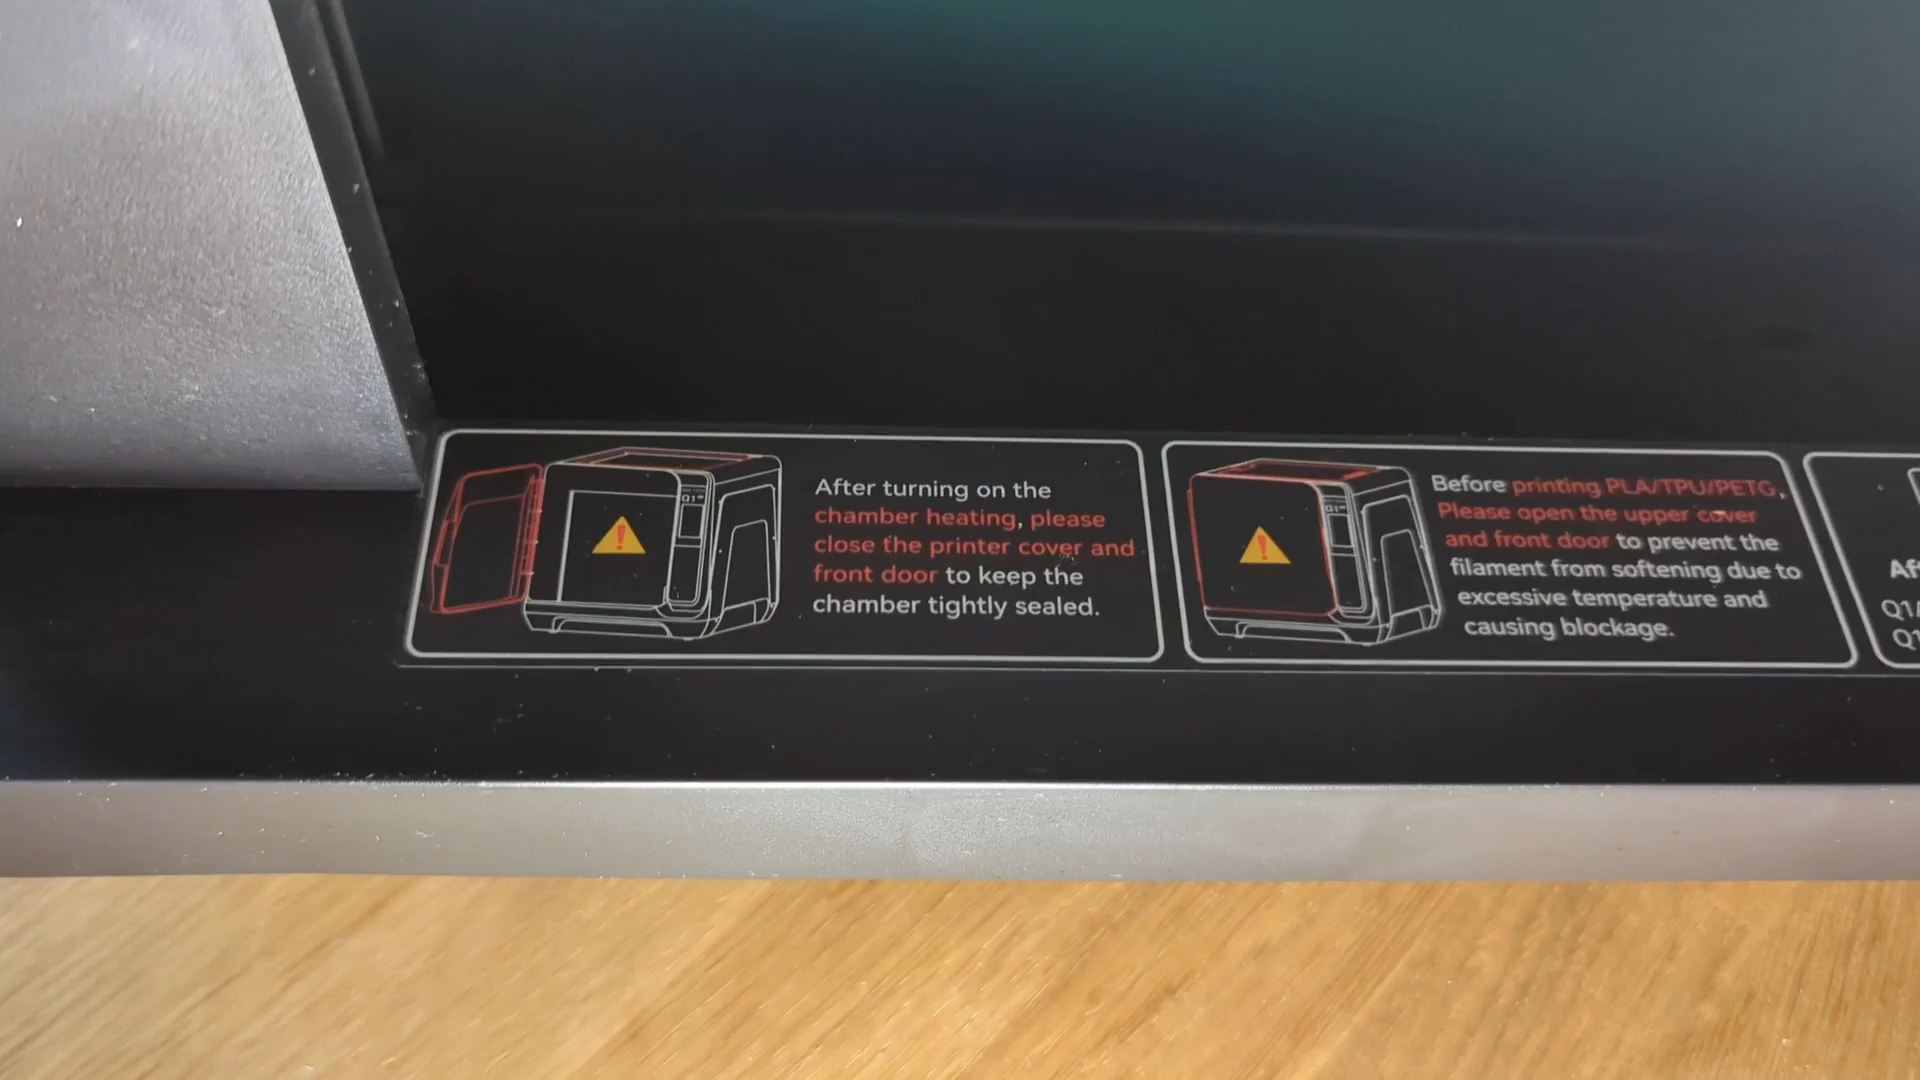 After turning on the
chamber heating, please
close the printer cover and
front door to keep the
chamber tightly sealed.
Before printing PLA/TPU/PETG,
Please open the upper cover
and front door to prevent the
filament from softening due to
excessive temperature and
causing blockage.